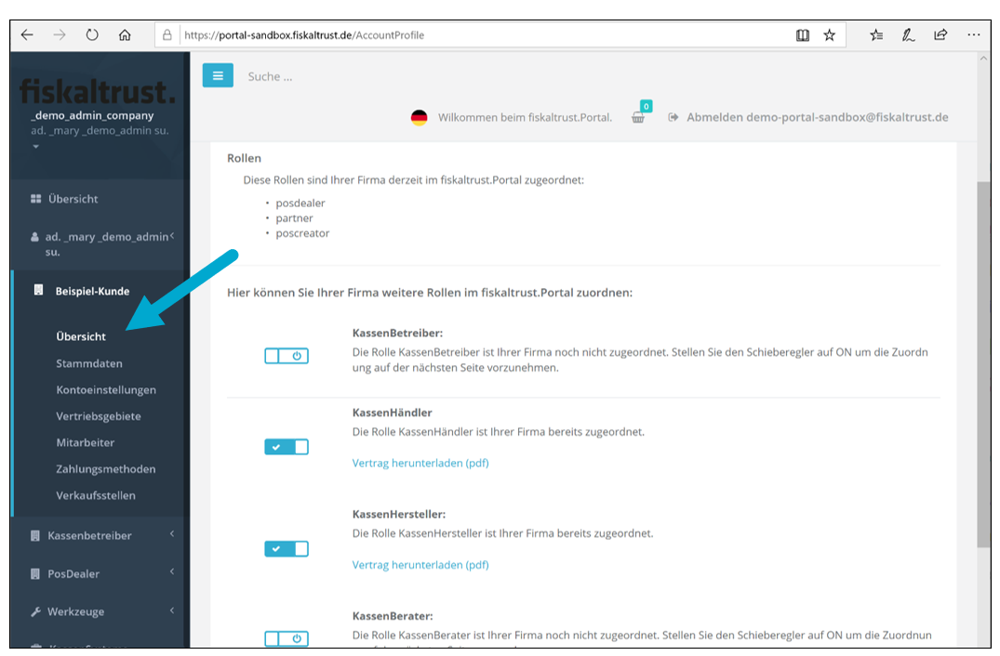 https://portal-sandbox.fiskaltrust.de/AccountProfile
fiskaltrust.
_demo_admin_company
ad. _mary _demo_admin su.
Suche ...
0
Wilkommen beim fiskaltrust.Portal.
Abmelden demo-portal-sandbox@fiskaltrust.de
Übersicht
ad. _mary _demo_admin
su.
Beispiel-Kunde
Übersicht
Stammdaten
Kontoeinstellungen
Vertriebsgebiete
Mitarbeiter
Zahlungsmethoden
Verkaufsstellen
Kassenbetreiber
PosDealer
Werkzeuge
Rollen
Diese Rollen sind Ihrer Firma derzeit im fiskaltrust.Portal zugeordnet:
• posdealer
• partner
• poscreator
Hier können Sie Ihrer Firma weitere Rollen im fiskaltrust.Portal zuordnen:
KassenBetreiber:
Die Rolle KassenBetreiber ist Ihrer Firma noch nicht zugeordnet. Stellen Sie den Schieberegler auf ON um die Zuordn
ung auf der nächsten Seite vorzunehmen.
KassenHändler
Die Rolle KassenHändler ist Ihrer Firma bereits zugeordnet.
Vertrag herunterladen (pdf)
KassenHersteller:
Die Rolle KassenHersteller ist Ihrer Firma bereits zugeordnet.
Vertrag herunterladen (pdf)
KassenBerater:
Die Rolle KassenBerater ist Ihrer Firma noch nicht zugeordnet. Stellen Sie den Schieberegler auf ON um die Zuordnun